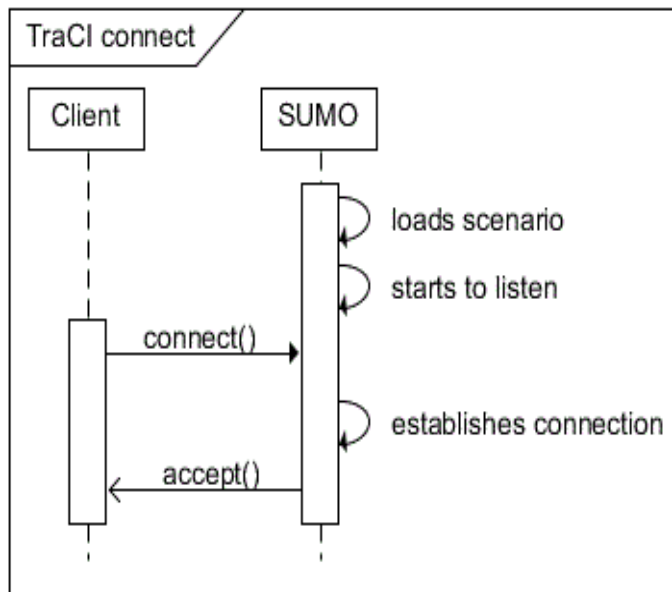 TraCI connect
Client
SUMO
loads scenario
starts to listen
connect()
establishes connection
accept()